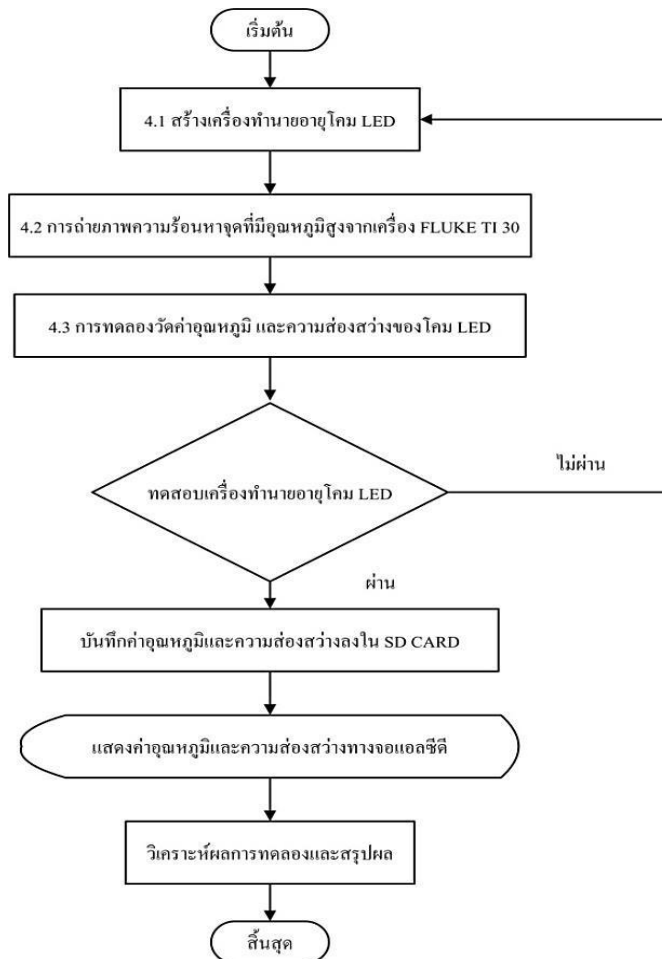 เริ่มต้น
4.1 สร้างเครื่องทำนายอายุโคม LED
4.2 การถ่ายภาพความร้อนหาจุดที่มีอุณหภูมิสูงจากเครื่อง FLUKE TI 30
4.3 การทดลองวัดค่าอุณหภูมิ และความส่องสว่างของโคม LED
ไม่ผ่าน
ทดสอบเครื่องทำนายอายุโคม LED
ผ่าน
บันทึกค่าอุณหภูมิและความส่องสว่างลงใน SD CARD
แสดงค่าอุณหภูมิและความส่องสว่างทางจอแอลซีดี
วิเคราะห์ผลการทดลองและสรุปผล
สิ้นสุด